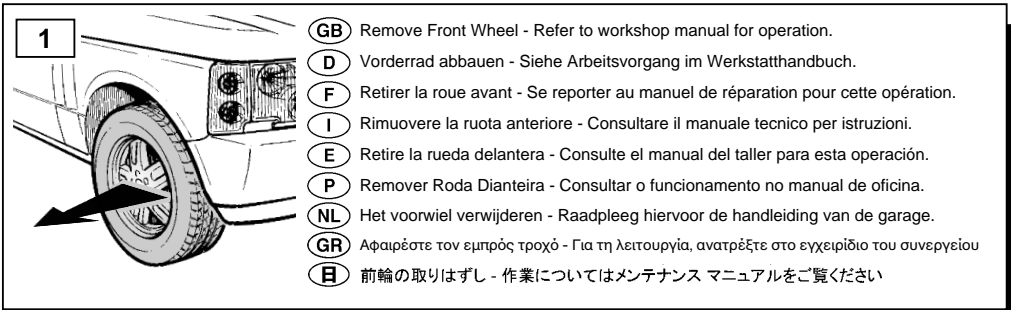 1
GB Remove Front Wheel - Refer to workshop manual for operation.
D Vorderrad abbauen - Siehe Arbeitsvorgang im Werkstatthandbuch.
F Retirer la roue avant - Se reporter au manuel de réparation pour cette opération.
I Rimuovere la ruota anteriore - Consultare il manuale tecnico per istruzioni.
E Retire la rueda delantera - Consulte el manual del taller para esta operación.
P Remover Roda Dianteira - Consultar o funcionamento no manual de oficina.
NL Het voorwiel verwijderen - Raadpleeg hiervoor de handleiding van de garage.
GR Αφαιρέστε τον εμπρός τροχό - Για τη λειτουργία, ανατρέξτε στο εγχειρίδιο του συνεργείου
日 前輪の取りはずし - 作業についてはメンテナンス マニュアルをご覧ください